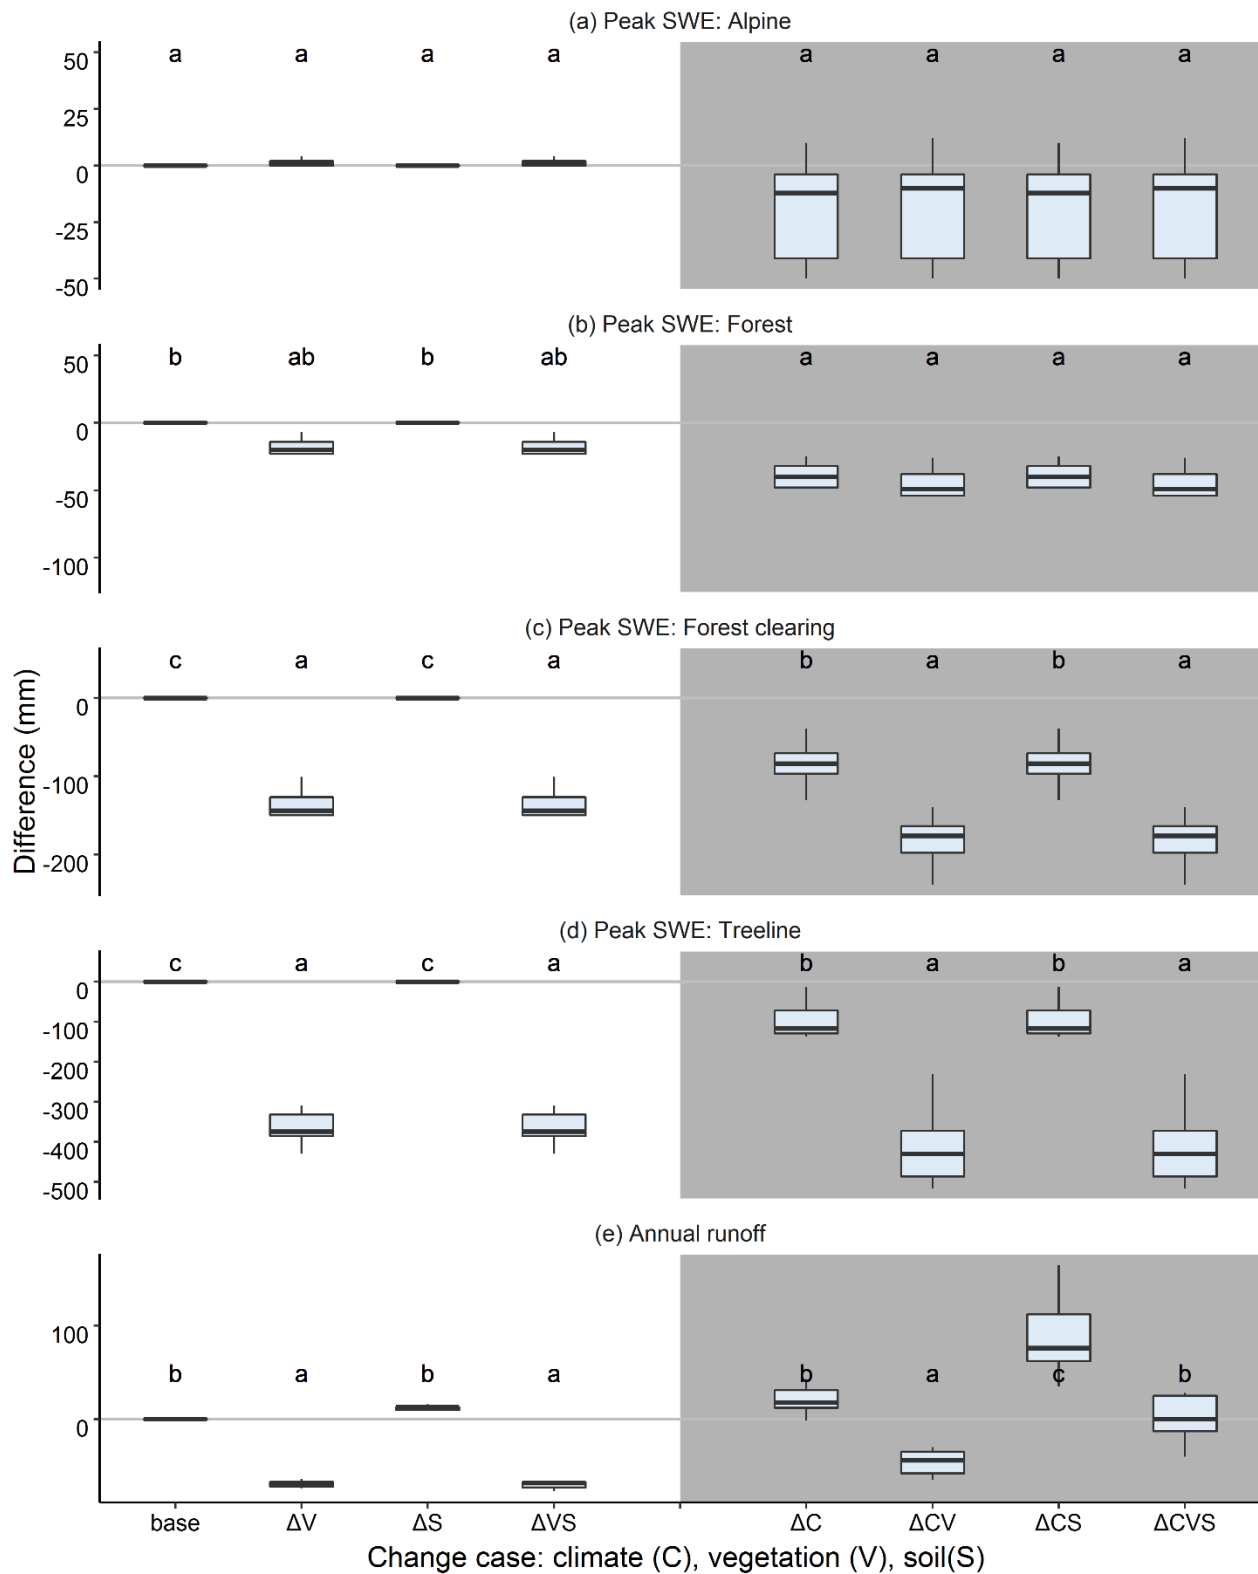 (a) Peak SWE: Alpine
50
a a a a a a a a
25
0
-25
-50
(b) Peak SWE: Forest
50
b ab b ab a a a a
0
-50
-100
(c) Peak SWE: Forest clearing
c a c a b a b a
0
-100
-200
Difference (mm)
(d) Peak SWE: Treeline
c a c a b a b a
0
-100
-200
-300
-400
-500
(e) Annual runoff
100
b a b a b a c b
0
base ΔV ΔS ΔVS ΔC ΔCV ΔCS ΔCVS
Change case: climate (C), vegetation (V), soil(S)